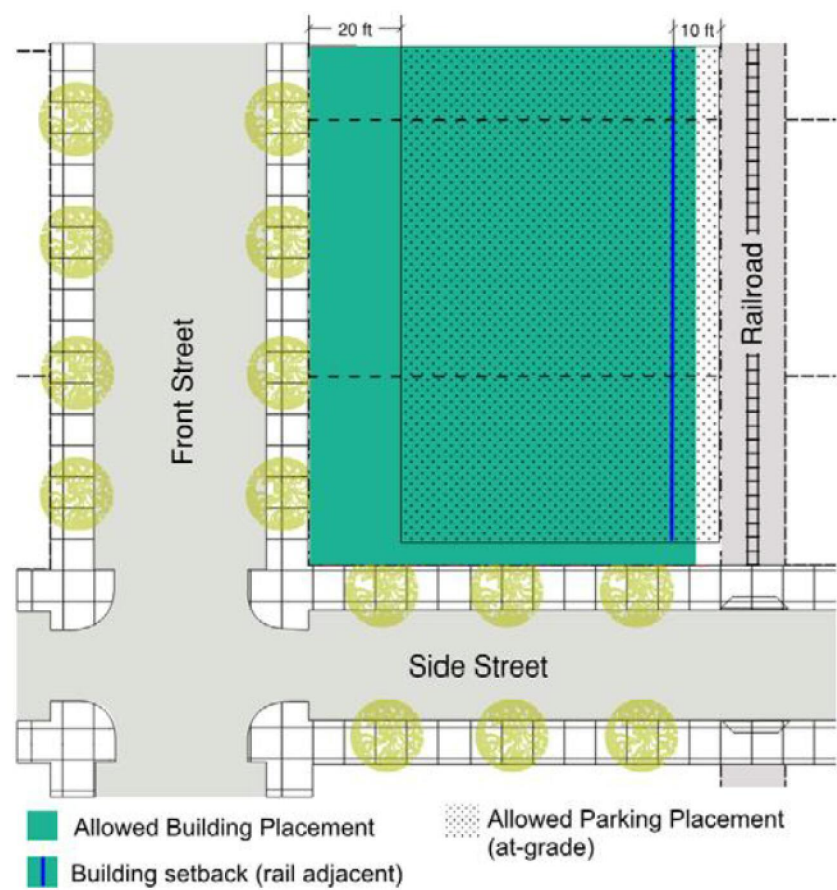 20 ft
10 ft
Front Street
Railroad
Side Street
Allowed Building Placement
Allowed Parking Placement
(at-grade)
Building setback (rail adjacent)